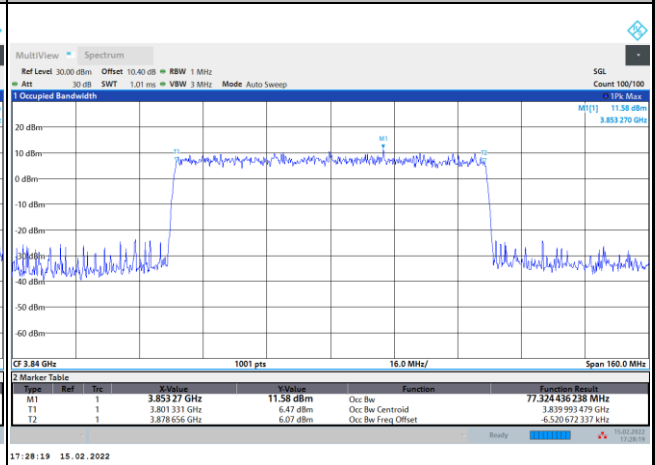 MultiView Spectrum
Ref Level 30.00 dBm Offset 10.40 dB RBW 1 MHz SGL
Att 30 dB SWT 1.01 ms VBW 3 MHz Mode Auto Sweep Count 100/100
1 Occupied Bandwidth 1Pk Max
M1[1] 11.58 dBm
3.853 270 GHz
20 dBm
M1
10 dBm
T1
T2
0 dBm
-10 dBm
-20 dBm
-30 dBm
-40 dBm
-50 dBm
-60 dBm
CF 3.84 GHz 1001 pts 16.0 MHz/ Span 160.0 MHz
2 Marker Table
Type Ref Trc X-Value Y-Value Function Function Result
M1 1 3.853 27 GHz 11.58 dBm Occ Bw 77.324 436 238 MHz
T1 1 3.801 331 GHz 6.47 dBm Occ Bw Centroid 3.839 993 479 GHz
T2 1 3.878 656 GHz 6.07 dBm Occ Bw Freq Offset -6.520 672 337 kHz
Ready 15.02.2022
17:28:19
17:28:19 15.02.2022